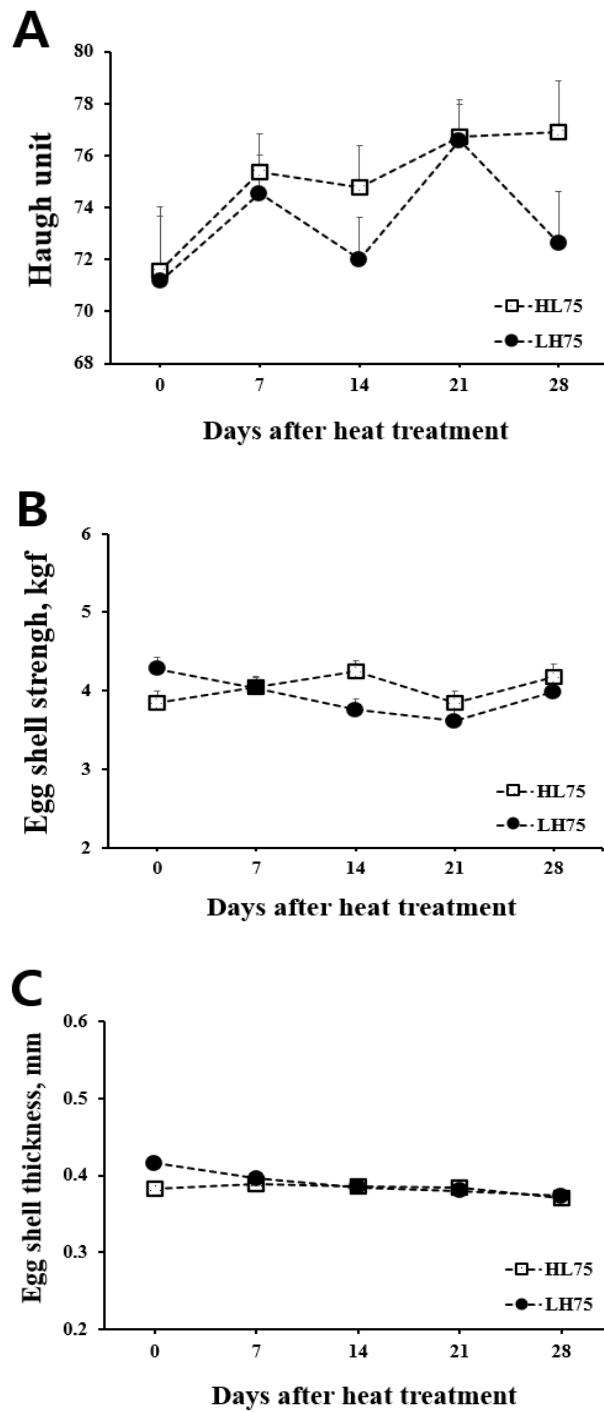 A
80
78
76
74
72
70
68
Haugh unit
HL75
LH75
0 7 14 21 28
Days after heat treatment
B
6
5
4
3
2
Egg shell strengh, kgf
HL75
LH75
0 7 14 21 28
Days after heat treatment
C
0.6
0.5
0.4
0.3
0.2
Egg shell thickness, mm
HL75
LH75
0 7 14 21 28
Days after heat treatment